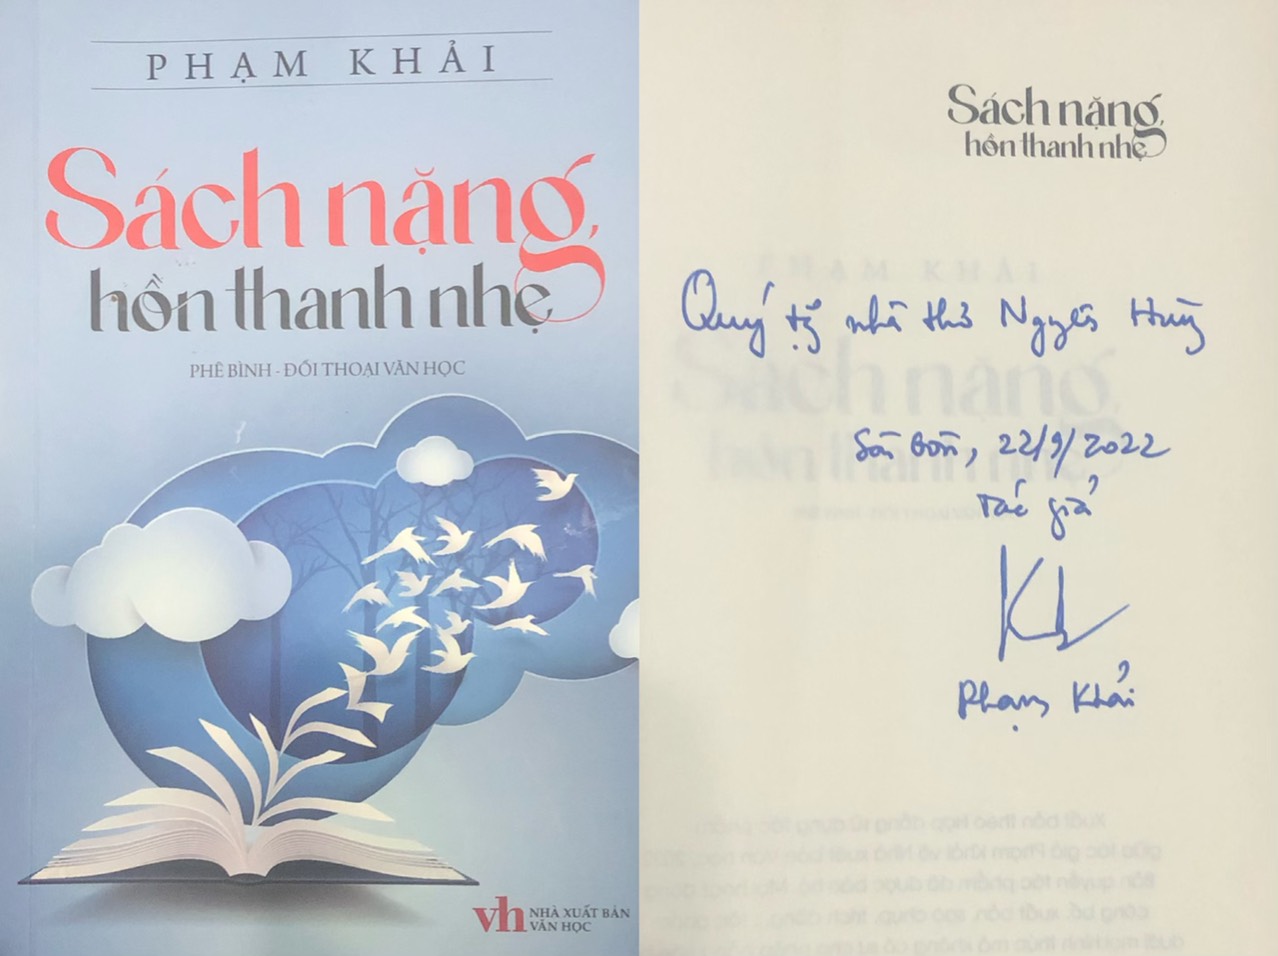 PHẠM KHẢI
Sách nặng,
hồn thanh nhẹ
PHÊ BÌNH - ĐỐI THOẠI VĂN HỌC
vh NHÀ XUẤT BẢN
VĂN HỌC
Sách nặng,
hồn thanh nhẹ
Quý tặng nhà thơ Nguyên Hùng
Sài Gòn, 22/9/2022
Tác giả
Phạm Khải